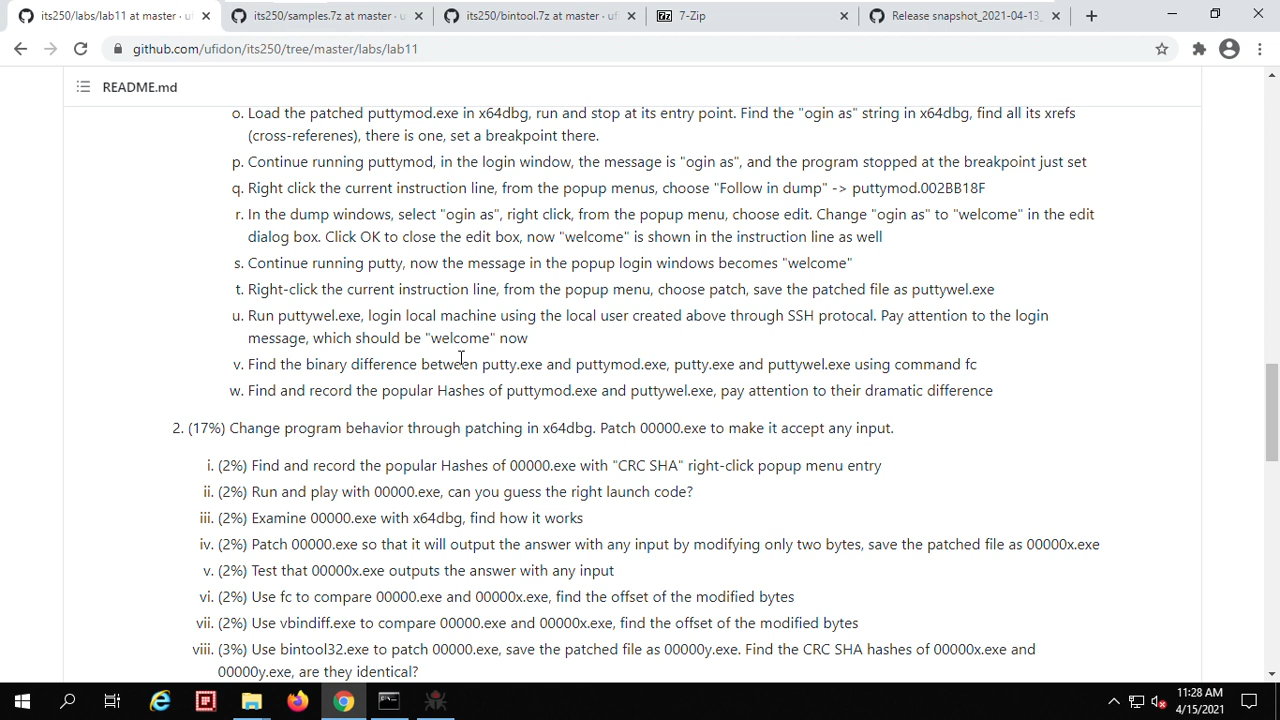 its250/labs/lab11 at master · u
its250/samples.7z at master · u
its250/bintool.7z at master · uf
7z 7-Zip
Release snapshot_2021-04-13_
github.com/ufidon/its250/tree/master/labs/lab11
README.md
o. Load the patched puttymod.exe in x64dbg, run and stop at its entry point. Find the "ogin as" string in x64dbg, find all its xrefs
(cross-referenes), there is one, set a breakpoint there.
p. Continue running puttymod, in the login window, the message is "ogin as", and the program stopped at the breakpoint just set
q. Right click the current instruction line, from the popup menus, choose "Follow in dump" -> puttymod.002BB18F
r. In the dump windows, select "ogin as", right click, from the popup menu, choose edit. Change "ogin as" to "welcome" in the edit
dialog box. Click OK to close the edit box, now "welcome" is shown in the instruction line as well
s. Continue running putty, now the message in the popup login windows becomes "welcome"
t. Right-click the current instruction line, from the popup menu, choose patch, save the patched file as puttywel.exe
u. Run puttywel.exe, login local machine using the local user created above through SSH protocal. Pay attention to the login
message, which should be "welcome" now
v. Find the binary difference between putty.exe and puttymod.exe, putty.exe and puttywel.exe using command fc
w. Find and record the popular Hashes of puttymod.exe and puttywel.exe, pay attention to their dramatic difference
2. (17%) Change program behavior through patching in x64dbg. Patch 00000.exe to make it accept any input.
i. (2%) Find and record the popular Hashes of 00000.exe with "CRC SHA" right-click popup menu entry
ii. (2%) Run and play with 00000.exe, can you guess the right launch code?
iii. (2%) Examine 00000.exe with x64dbg, find how it works
iv. (2%) Patch 00000.exe so that it will output the answer with any input by modifying only two bytes, save the patched file as 00000x.exe
v. (2%) Test that 00000x.exe outputs the answer with any input
vi. (2%) Use fc to compare 00000.exe and 00000x.exe, find the offset of the modified bytes
vii. (2%) Use vbindiff.exe to compare 00000.exe and 00000x.exe, find the offset of the modified bytes
viii. (3%) Use bintool32.exe to patch 00000.exe, save the patched file as 00000y.exe. Find the CRC SHA hashes of 00000x.exe and
00000y.exe, are they identical?
11:28 AM
4/15/2021